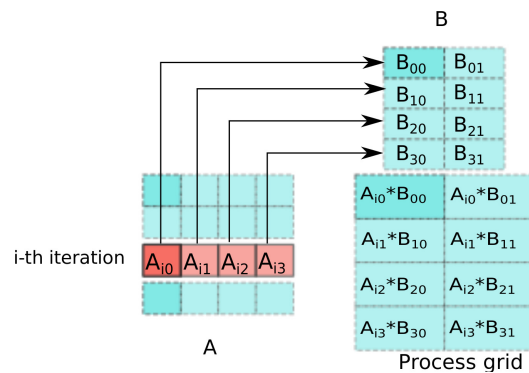 B
B00 B01
B10 B11
B20 B21
B30 B31
i-th iteration
Ai0 Ai1 Ai2 Ai3
A
Ai0*B00 Ai0*B01
Ai1*B10 Ai1*B11
Ai2*B20 Ai2*B21
Ai3*B30 Ai3*B31
Process grid